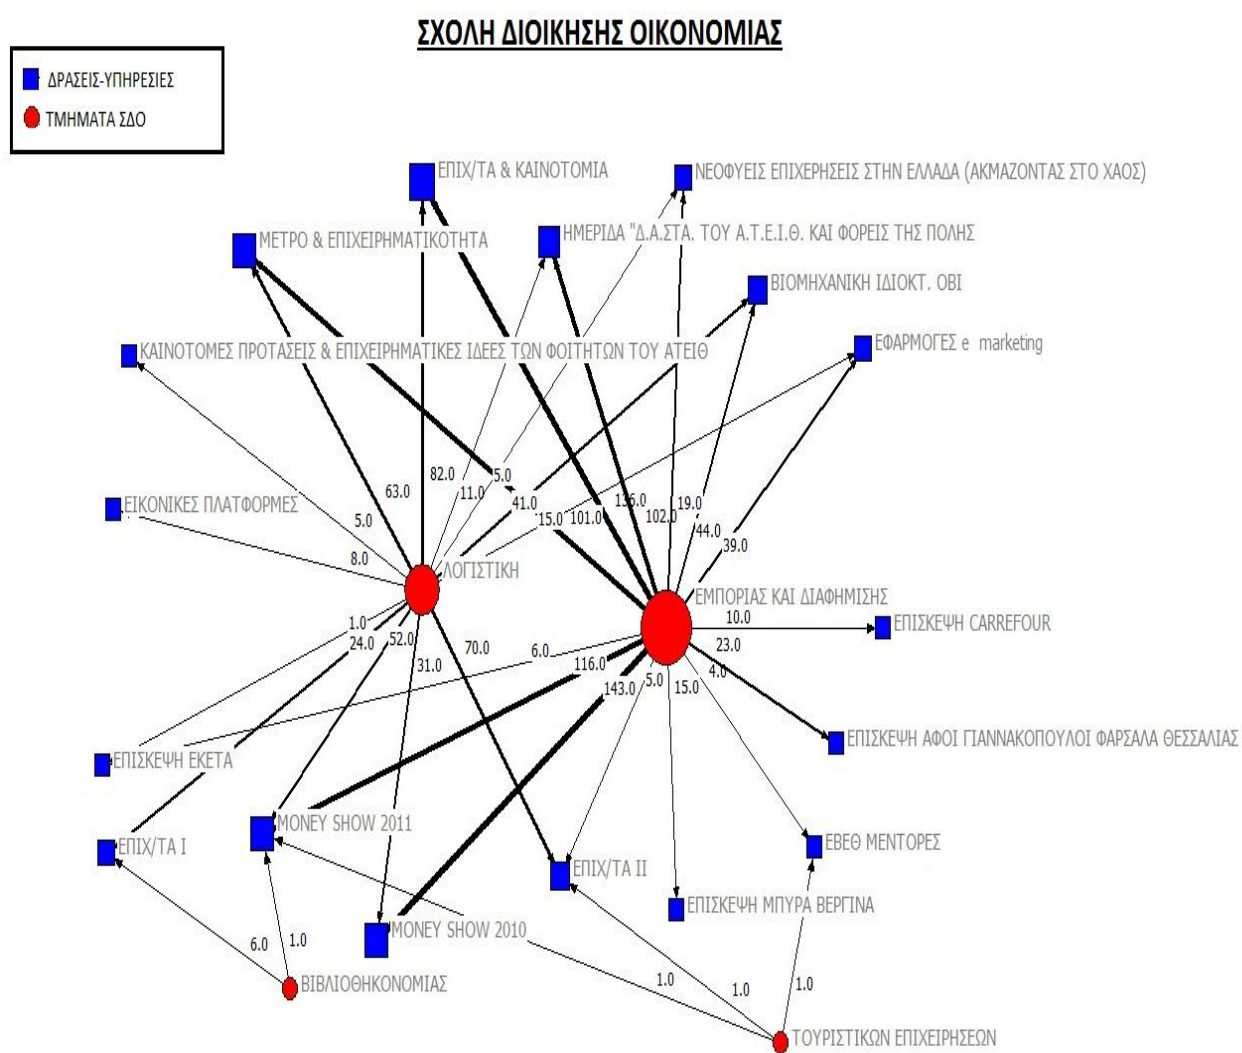 ΣΧΟΛΗ ΔΙΟΙΚΗΣΗΣ ΟΙΚΟΝΟΜΙΑΣ
ΔΡΑΣΕΙΣ-ΥΠΗΡΕΣΙΕΣ
ΤΜΗΜΑΤΑ ΣΔΟ
ΕΠΙΧ/ΤΑ & ΚΑΙΝΟΤΟΜΙΑ
ΝΕΟΦΥΕΙΣ ΕΠΙΧΕΡΗΣΕΙΣ ΣΤΗΝ ΕΛΛΑΔΑ (ΑΚΜΑΖΟΝΤΑΣ ΣΤΟ ΧΑΟΣ)
ΜΕΤΡΟ & ΕΠΙΧΕΙΡΗΜΑΤΙΚΟΤΗΤΑ
ΗΜΕΡΙΔΑ "Δ.Α.ΣΤΑ. ΤΟΥ Α.Τ.Ε.Ι.Θ. ΚΑΙ ΦΟΡΕΙΣ ΤΗΣ ΠΟΛΗΣ
ΒΙΟΜΗΧΑΝΙΚΗ ΙΔΙΟΚΤ. ΟΒΙ
ΚΑΙΝΟΤΟΜΕΣ ΠΡΟΤΑΣΕΙΣ & ΕΠΙΧΕΙΡΗΜΑΤΙΚΕΣ ΙΔΕΕΣ ΤΩΝ ΦΟΙΤΗΤΩΝ ΤΟΥ ΑΤΕΙΘ
ΕΦΑΡΜΟΓΕΣ e marketing
82.0
5.0
63.0
11.0
41.0
136.0
19.0
5.0
15.0
101.0
102.0
44.0
39.0
ΕΙΚΟΝΙΚΕΣ ΠΛΑΤΦΟΡΜΕΣ
8.0
ΛΟΓΙΣΤΙΚΗ
ΕΜΠΟΡΙΑΣ ΚΑΙ ΔΙΑΦΗΜΙΣΗΣ
10.0
ΕΠΙΣΚΕΨΗ CARREFOUR
1.0
24.0
52.0
70.0
6.0
23.0
31.0
116.0
4.0
143.0
5.0
15.0
ΕΠΙΣΚΕΨΗ ΑΦΟΙ ΓΙΑΝΝΑΚΟΠΟΥΛΟΙ ΦΑΡΣΑΛΑ ΘΕΣΣΑΛΙΑΣ
ΕΠΙΣΚΕΨΗ ΕΚΕΤΑ
MONEY SHOW 2011
ΕΠΙΧ/ΤΑ Ι
ΕΒΕΘ ΜΕΝΤΟΡΕΣ
ΕΠΙΧ/ΤΑ ΙΙ
ΕΠΙΣΚΕΨΗ ΜΠΥΡΑ ΒΕΡΓΙΝΑ
MONEY SHOW 2010
6.0
1.0
ΒΙΒΛΙΟΘΗΚΟΝΟΜΙΑΣ
1.0
1.0
1.0
ΤΟΥΡΙΣΤΙΚΩΝ ΕΠΙΧΕΙΡΗΣΕΩΝ